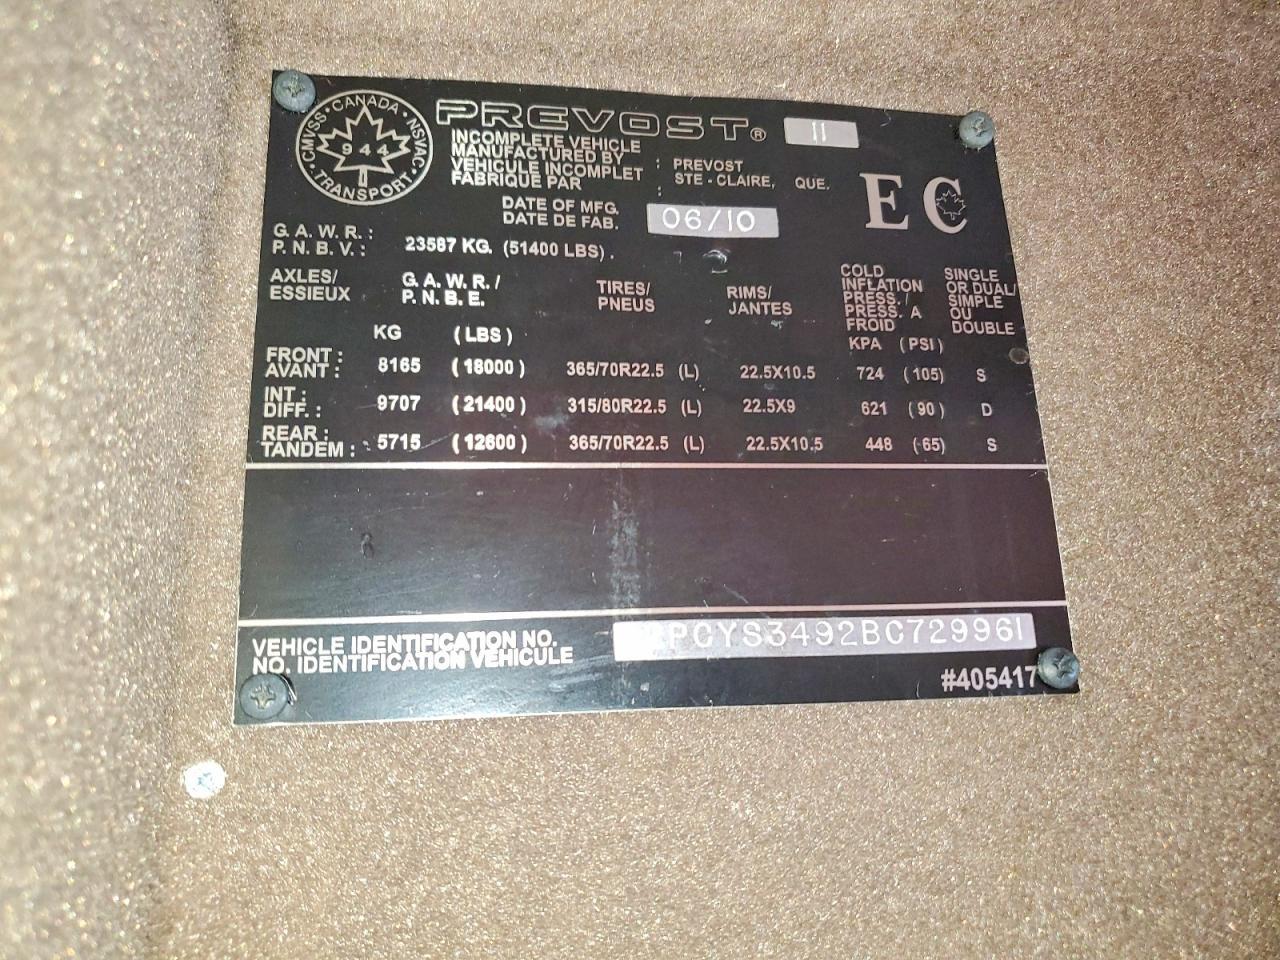 CMVSS · CANADA · NSVAC · TRANSPORT ·
944
PREVOST® 11
INCOMPLETE VEHICLE
MANUFACTURED BY : PREVOST
VEHICULE INCOMPLET STE - CLAIRE, QUE.
FABRIQUE PAR :
EC
DATE OF MFG. 06/10
DATE DE FAB.
G. A. W. R. :
P. N. B. V. : 23587 KG. (51400 LBS) .
AXLES/ G. A. W. R. / TIRES/ RIMS/ COLD SINGLE
ESSIEUX P. N. B. E. PNEUS JANTES INFLATION OR DUAL/
PRESS. / SIMPLE
PRESS. A OU
FROID DOUBLE
KG (LBS) KPA (PSI)
FRONT :
AVANT : 8165 (18000) 365/70R22.5 (L) 22.5X10.5 724 (105) S
INT :
DIFF. : 9707 (21400) 315/80R22.5 (L) 22.5X9 621 (90) D
REAR :
TANDEM : 5715 (12600) 365/70R22.5 (L) 22.5X10.5 448 (65) S
VEHICLE IDENTIFICATION NO. PCYS3492BC729961
NO. IDENTIFICATION VEHICULE
#405417